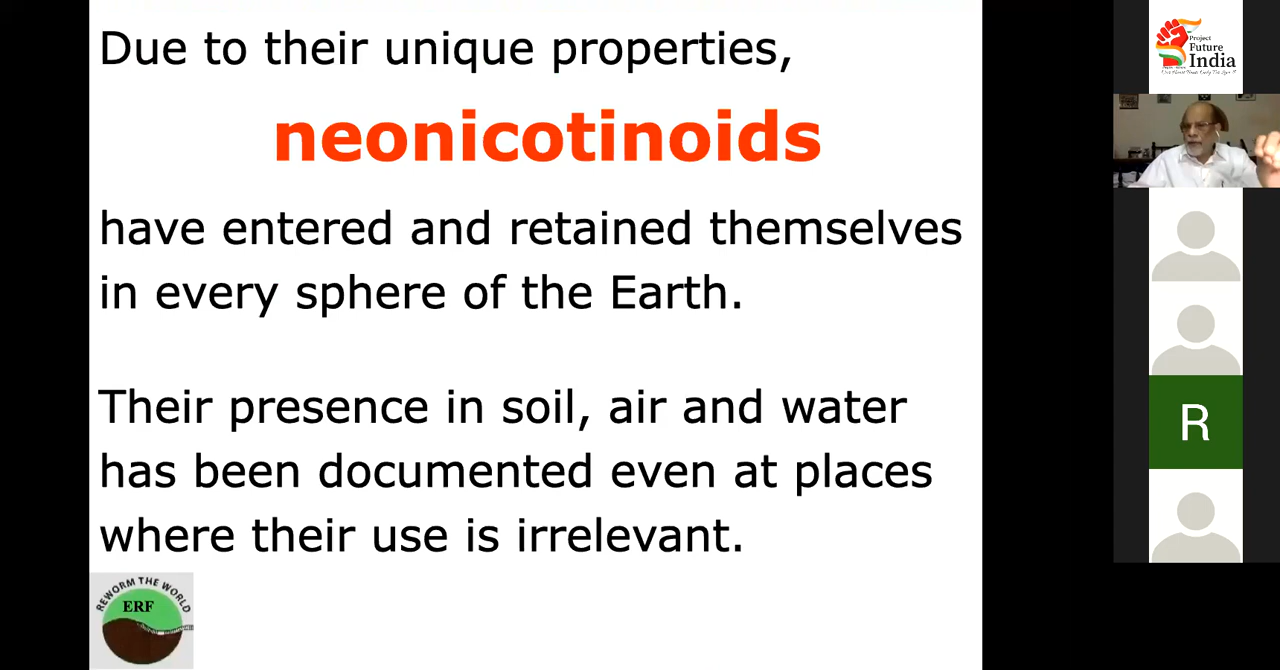 Due to their unique properties,
neonicotinoids
have entered and retained themselves
in every sphere of the Earth.
Their presence in soil, air and water
has been documented even at places
where their use is irrelevant.
REWORM THE WORLD
ERF
Project
Future
India
R